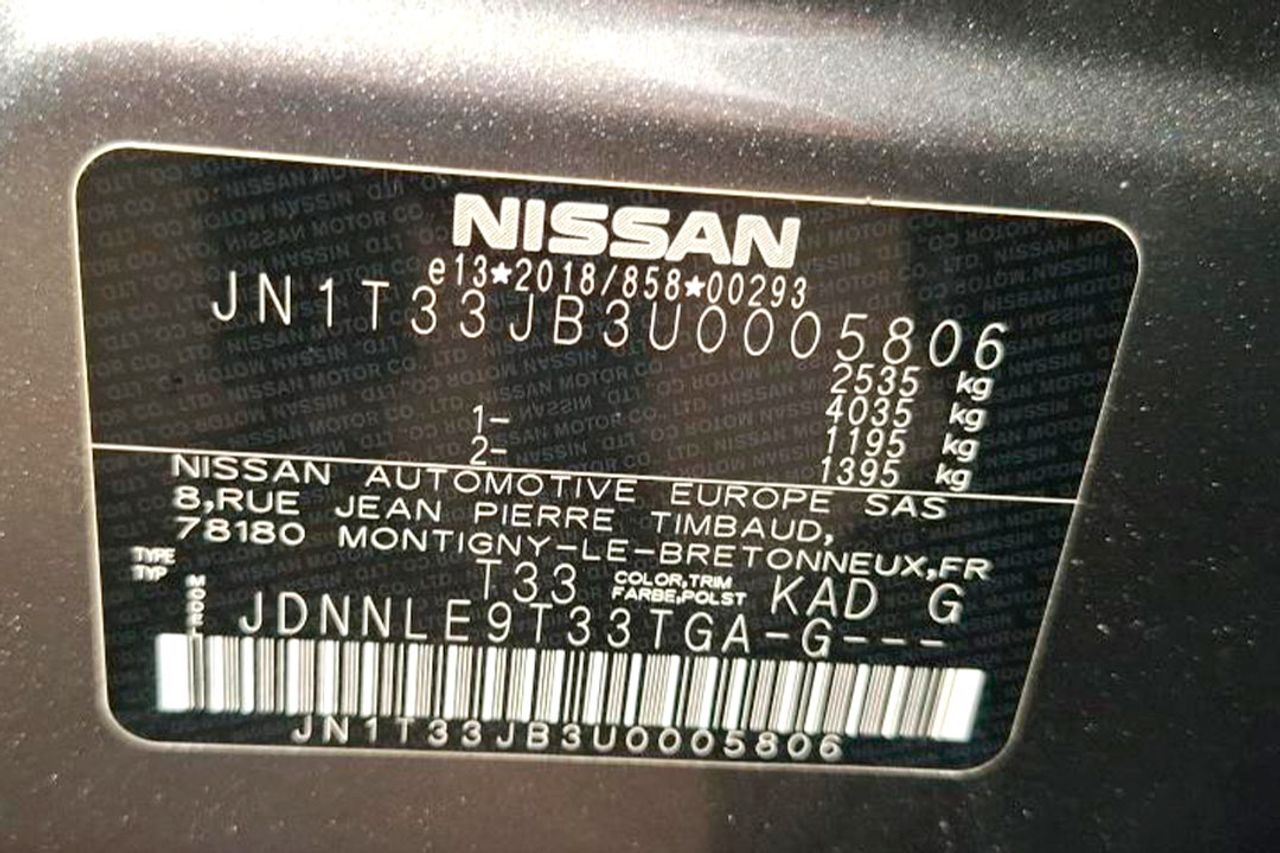 NISSAN
e13*2018/858*00293
JN1T33JB3U0005806
2535 kg
4035 kg
1- 1195 kg
2- 1395 kg
NISSAN AUTOMOTIVE EUROPE SAS
8,RUE JEAN PIERRE TIMBAUD,
78180 MONTIGNY-LE-BRETONNEUX,FR
TYPE
TYP
T33
COLOR,TRIM
FARBE,POLST
KAD G
MODEL
JDNNLE9T33TGA-G---
JN1T33JB3U0005806